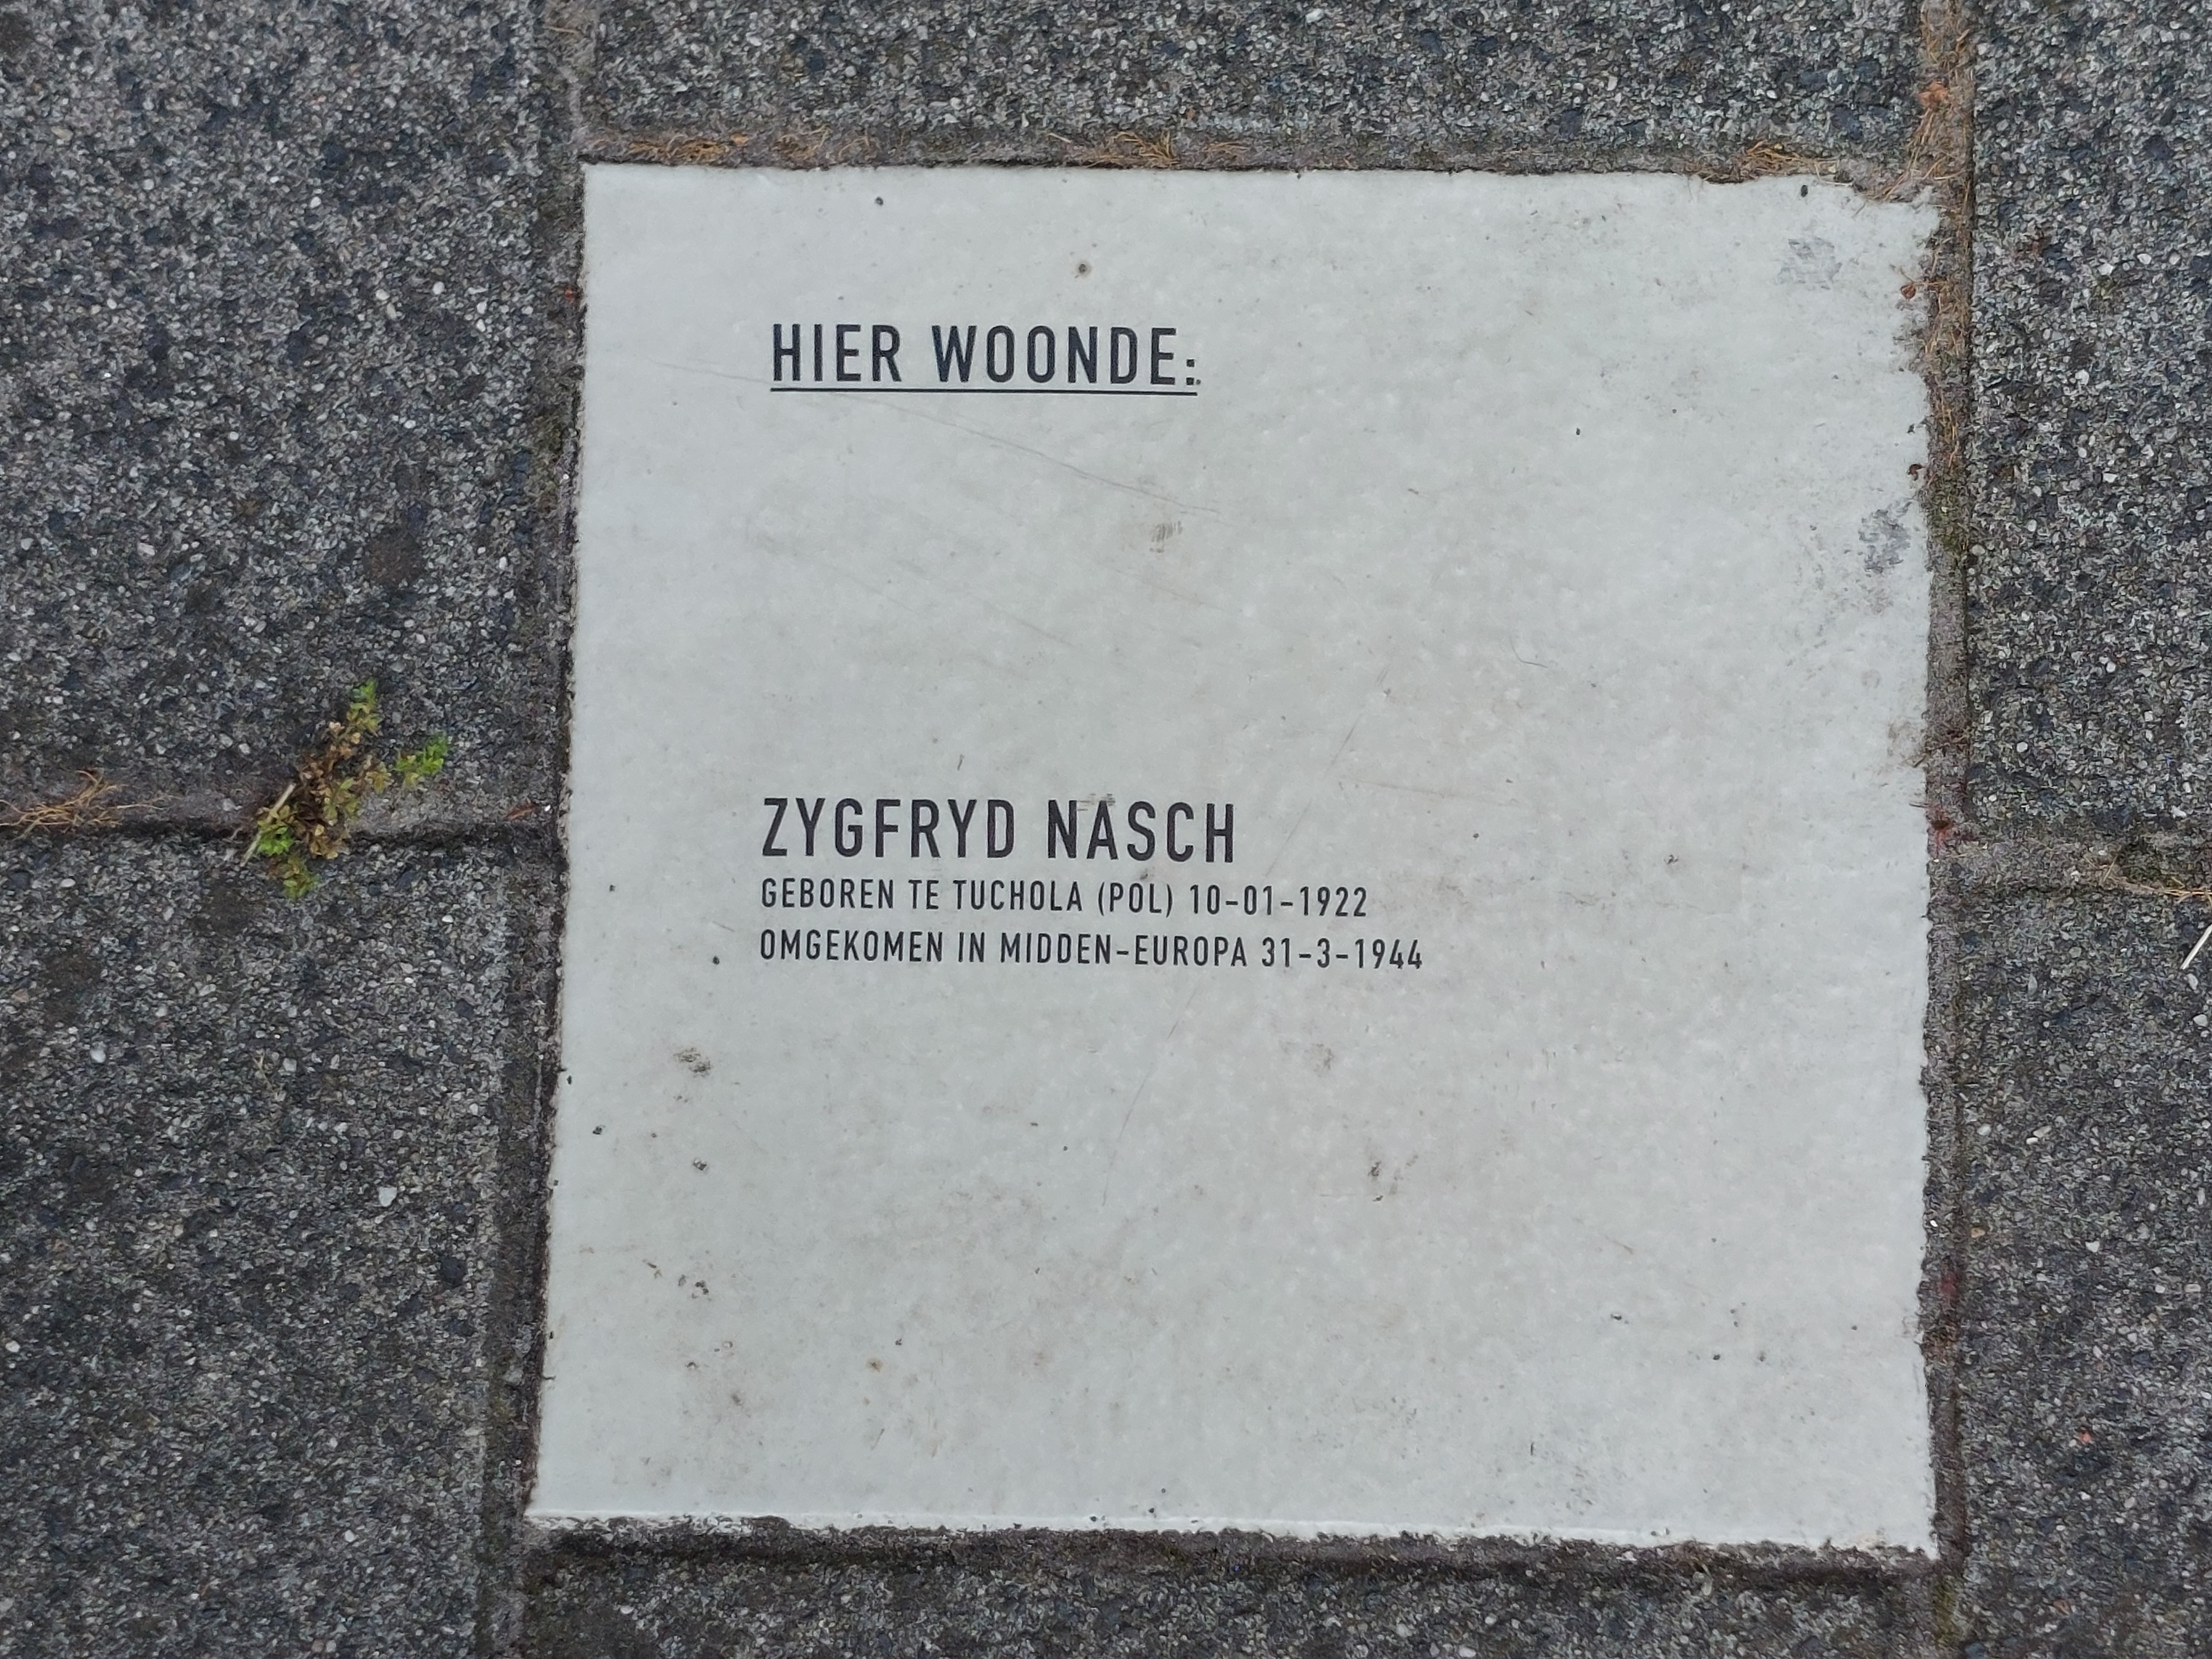 HIER WOONDE:
ZYGFRYD NASCH
GEBOREN TE TUCHOLA (POL) 10-01-1922
OMGEKOMEN IN MIDDEN-EUROPA 31-3-1944